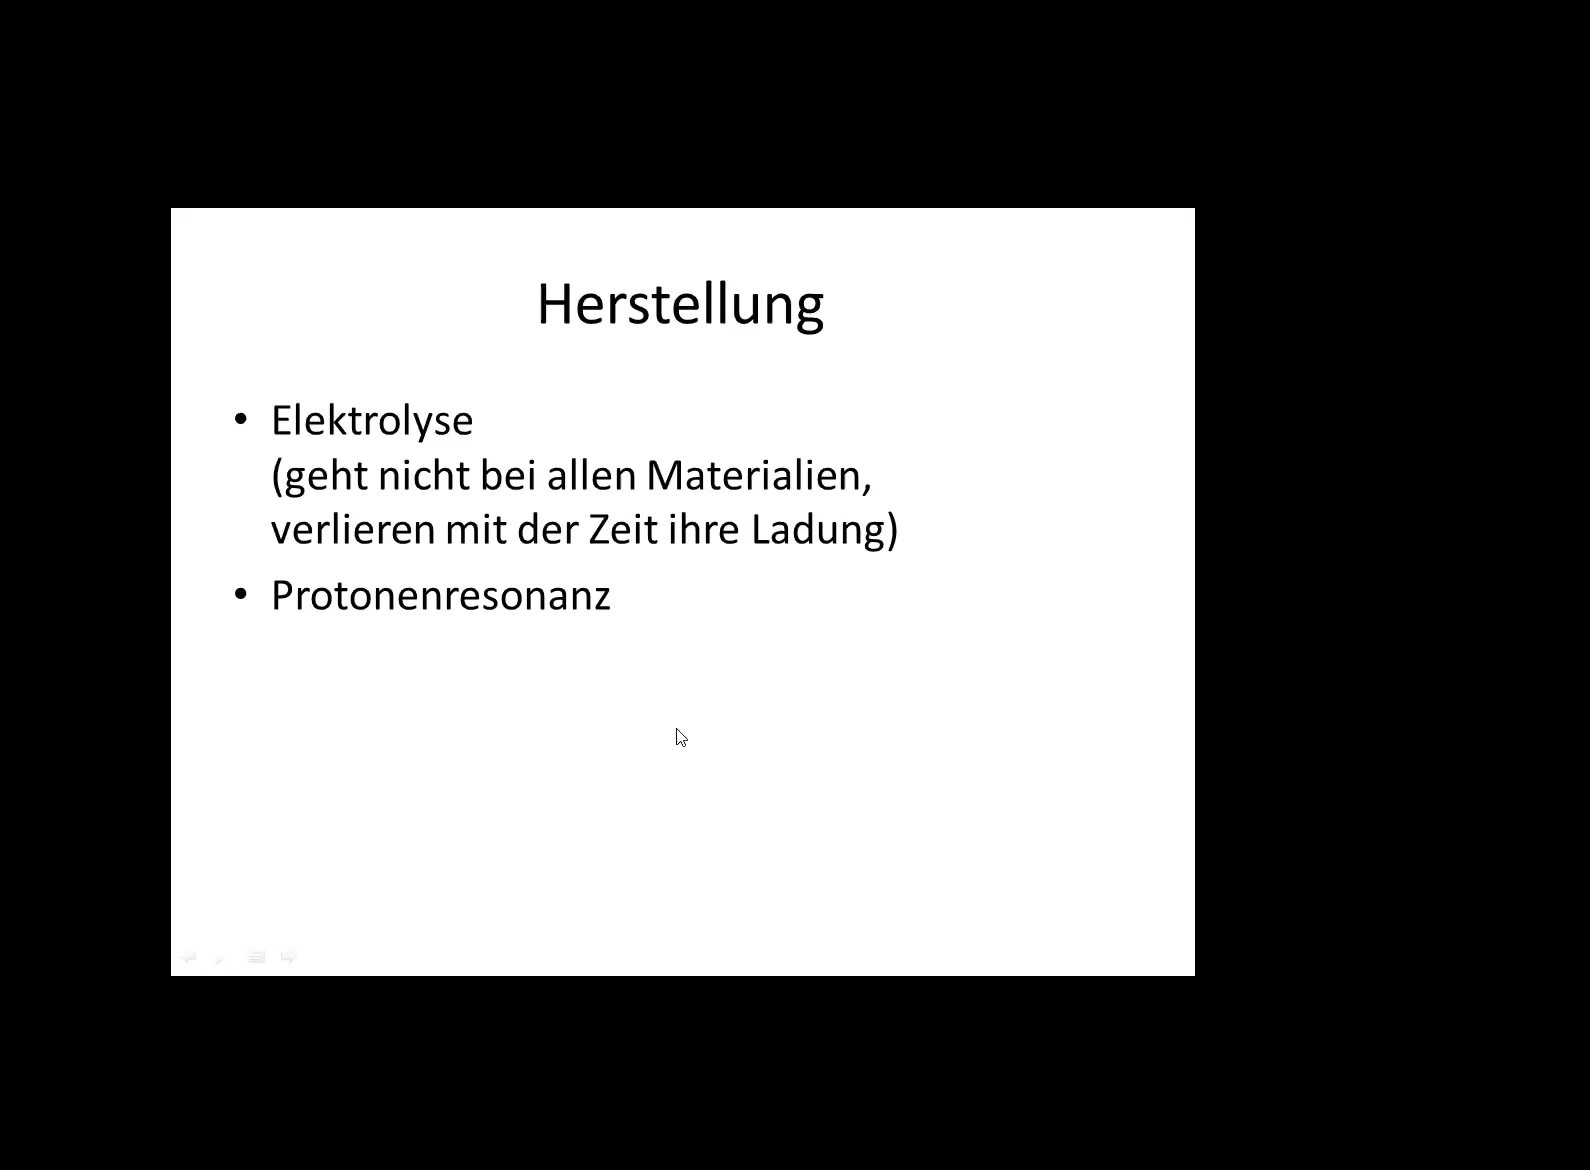 Herstellung
• Elektrolyse
(geht nicht bei allen Materialien,
verlieren mit der Zeit ihre Ladung)
• Protonenresonanz